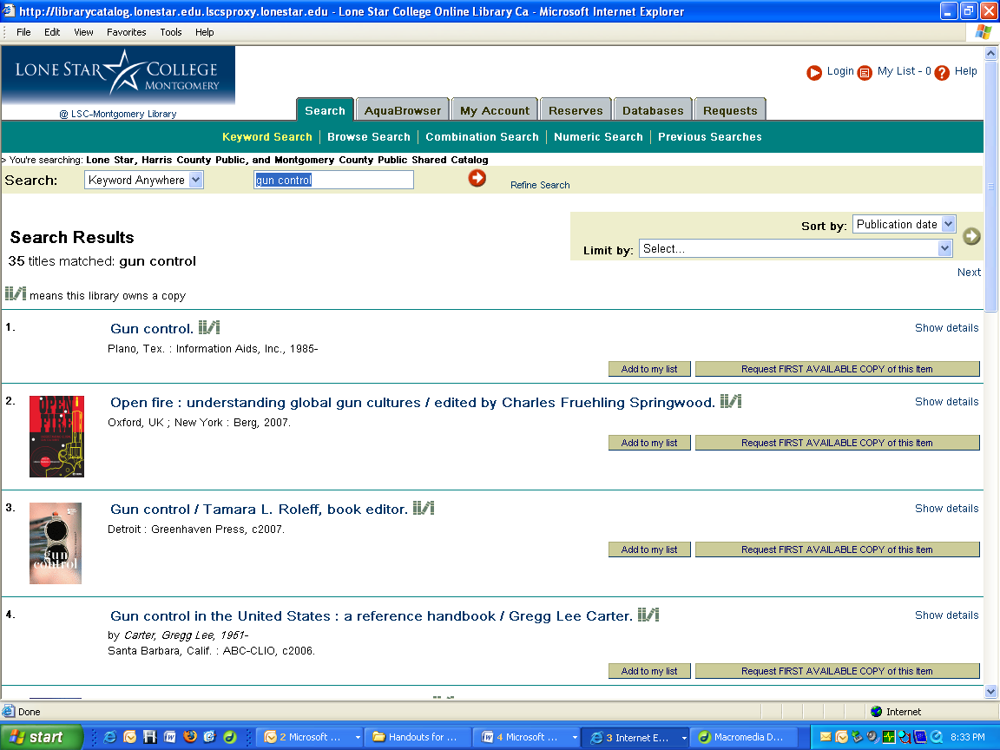 http://librarycatalog.lonestar.edu.lscsproxy.lonestar.edu - Lone Star College Online Library Ca - Microsoft Internet Explorer
File Edit View Favorites Tools Help
LONE STAR COLLEGE
MONTGOMERY
@ LSC-Montgomery Library
Login My List - 0 Help
Search AquaBrowser My Account Reserves Databases Requests
Keyword Search Browse Search Combination Search Numeric Search Previous Searches
> You're searching: Lone Star, Harris County Public, and Montgomery County Public Shared Catalog
Search: Keyword Anywhere gun control Refine Search
Sort by: Publication date
Search Results
Limit by: Select...
35 titles matched: gun control
Next
means this library owns a copy
1. Gun control. Show details
Plano, Tex. : Information Aids, Inc., 1985-
Add to my list Request FIRST AVAILABLE COPY of this Item
2. Open fire : understanding global gun cultures / edited by Charles Fruehling Springwood. Show details
OPEN FIRE
Oxford, UK ; New York : Berg, 2007.
Add to my list Request FIRST AVAILABLE COPY of this Item
3. Gun control / Tamara L. Roleff, book editor. Show details
Detroit : Greenhaven Press, c2007.
gun control
Add to my list Request FIRST AVAILABLE COPY of this Item
4. Gun control in the United States : a reference handbook / Gregg Lee Carter. Show details
by Carter, Gregg Lee, 1951-
Santa Barbara, Calif. : ABC-CLIO, c2006.
Add to my list Request FIRST AVAILABLE COPY of this Item
Done Internet
start 2 Microsoft ... Handouts for ... 4 Microsoft ... 3 Internet E... Macromedia D... 8:33 PM